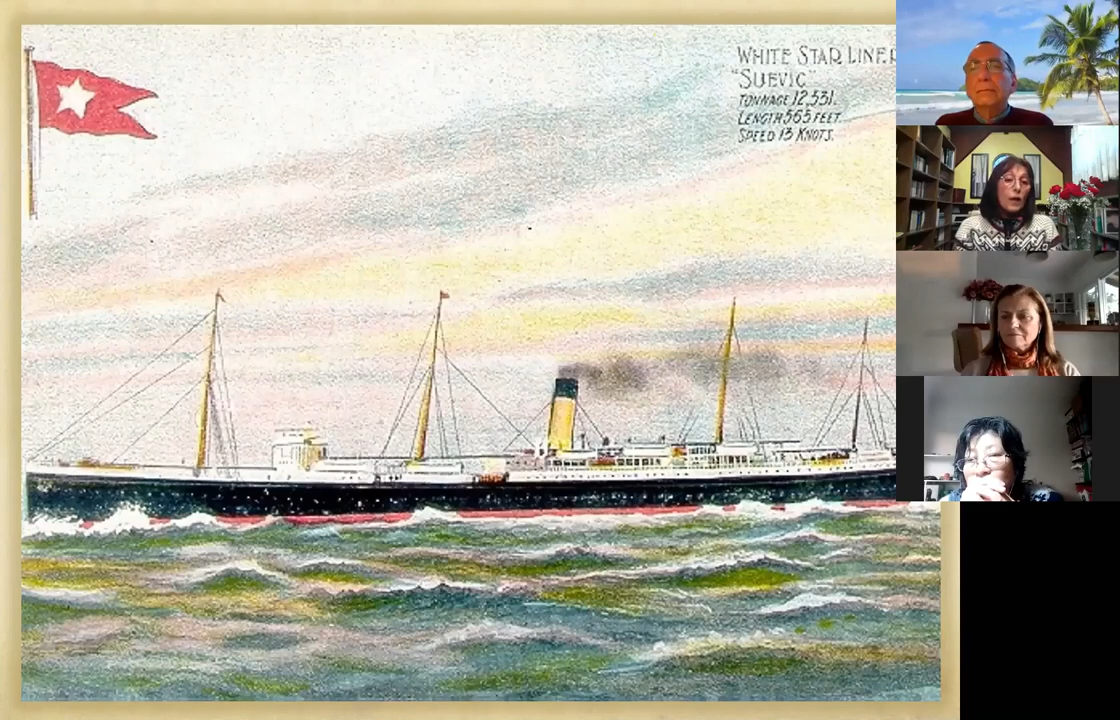 WHITE STAR LINER
"SUEVIC"
TONNAGE 12,531.
LENGTH 565 FEET.
SPEED 13 KNOTS.